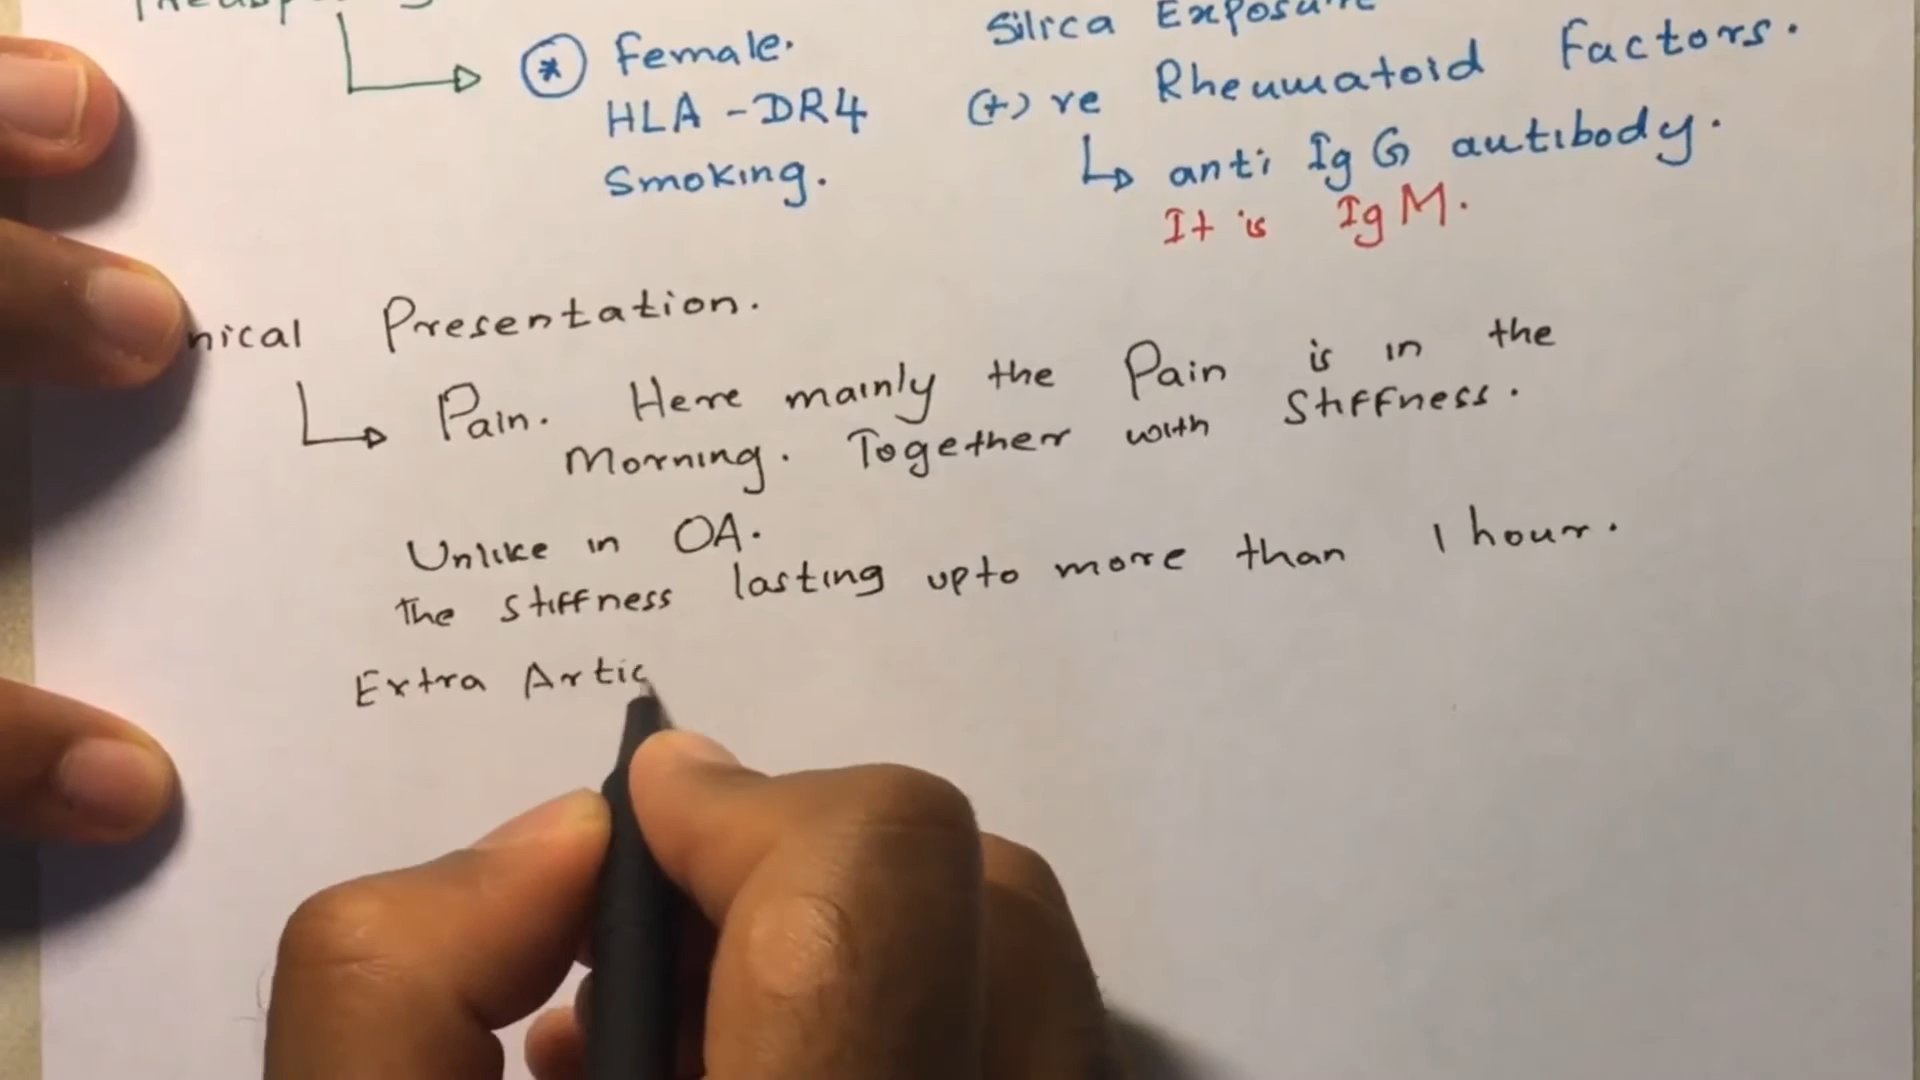 Silica Exposure
* Female.
HLA - DR4
Smoking.
(+) ve Rheumatoid Factors.
anti IgG autibody.
It is IgM.
nical Presentation.
Pain. Here mainly the Pain is in the
Morning. Together with Stiffness.
Unlike in OA.
The stiffness lasting upto more than 1 hour.
Extra Artic